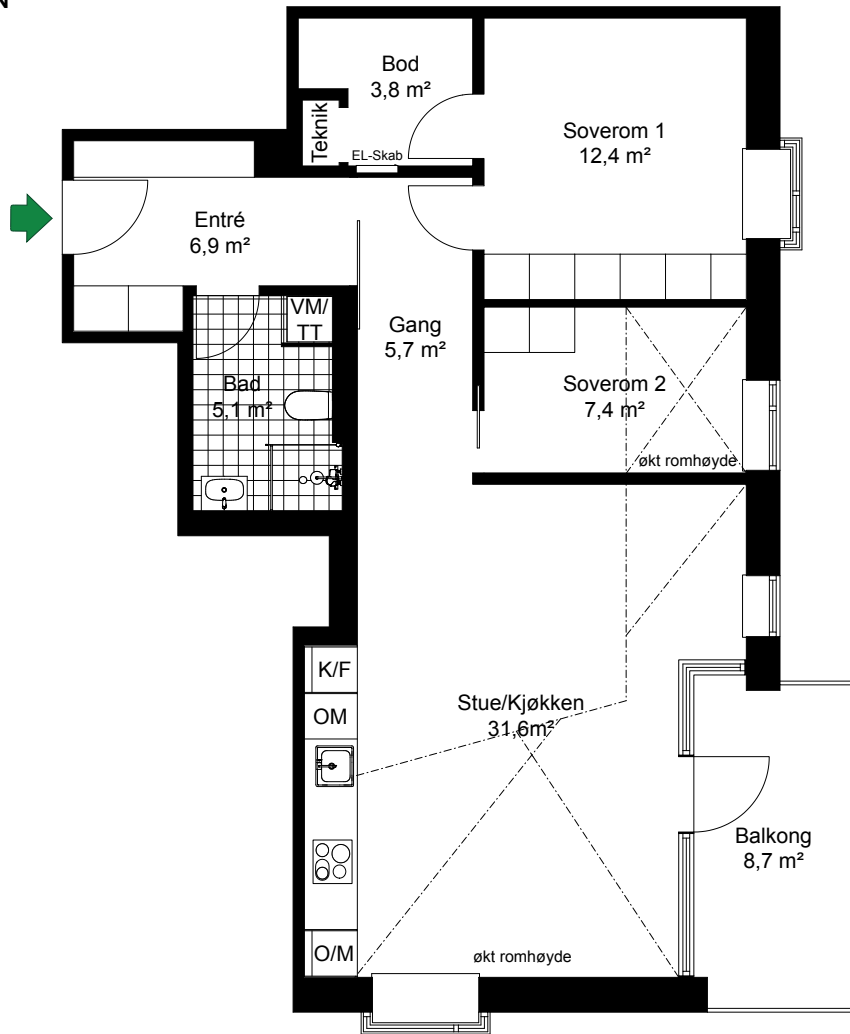 N
Bod
3,8 m²
Teknik
EL-Skab
Soverom 1
12,4 m²
Entré
6,9 m²
VM/
TT
Gang
5,7 m²
Bad
5,1 m²
Soverom 2
7,4 m²
økt romhøyde
K/F
OM
Stue/Kjøkken
31,6m²
Balkong
8,7 m²
O/M
økt romhøyde